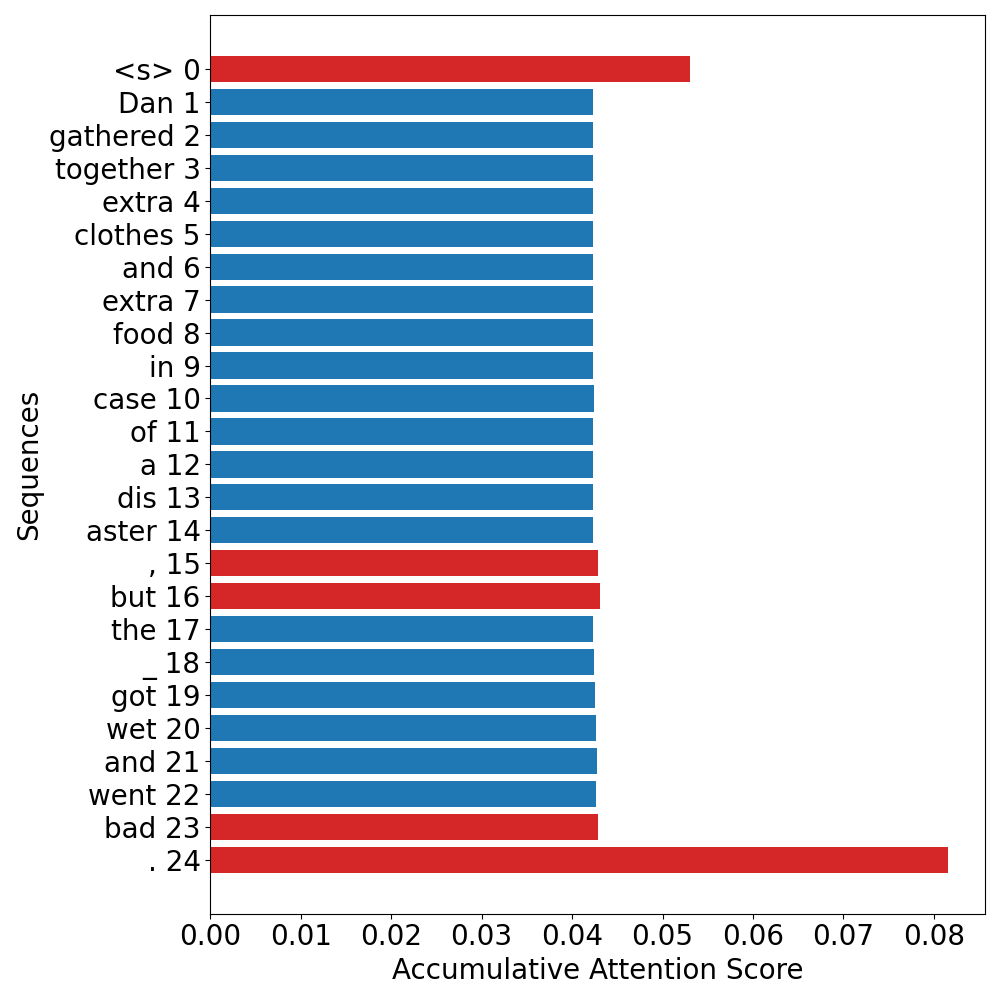 <s> 0
Dan 1
gathered 2
together 3
extra 4
clothes 5
and 6
extra 7
food 8
in 9
case 10
of 11
a 12
dis 13
aster 14
, 15
but 16
the 17
_ 18
got 19
wet 20
and 21
went 22
bad 23
. 24
Sequences
0.00 0.01 0.02 0.03 0.04 0.05 0.06 0.07 0.08
Accumulative Attention Score